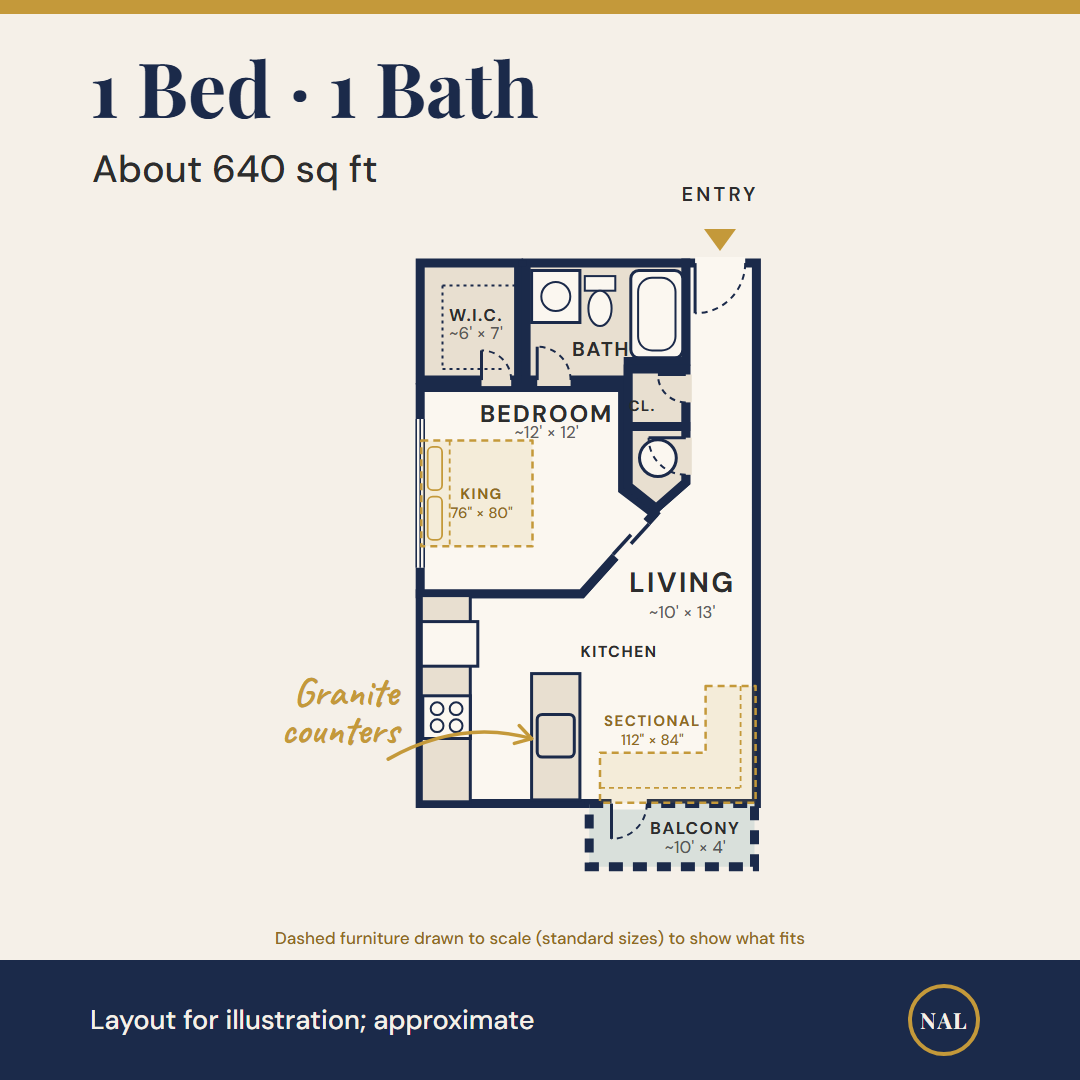 1 Bed · 1 Bath
About 640 sq ft
ENTRY
W.I.C.
~6' × 7'
BATH
CL.
BEDROOM
~12' × 12'
KING
76" × 80"
LIVING
~10' × 13'
KITCHEN
Granite
counters
SECTIONAL
112" × 84"
BALCONY
~10' × 4'
Dashed furniture drawn to scale (standard sizes) to show what fits
Layout for illustration; approximate
NAL